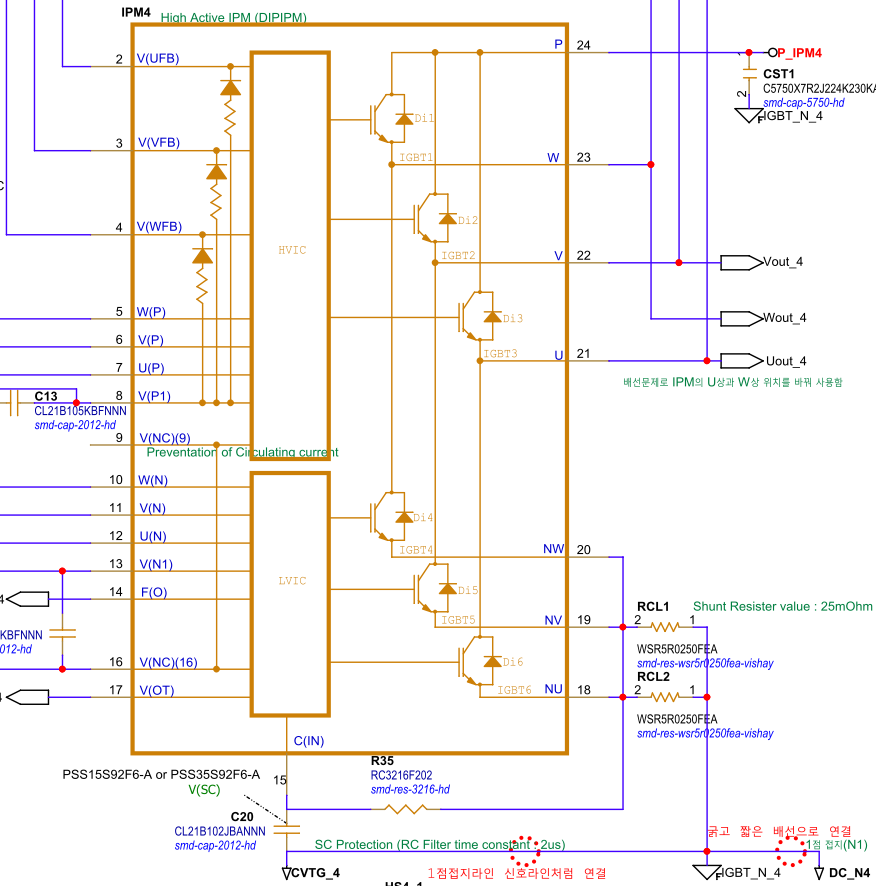 IPM4
High Active IPM (DIPIPM)
2
V(UFB)
P
24
P_IPM4
CST1
C5750X7R2J224K230KA
smd-cap-5750-hd
2
IGBT_N_4
Di1
3
V(VFB)
IGBT1
W
23
4
V(WFB)
HVIC
Di2
IGBT2
V
22
Vout_4
5
W(P)
Di3
Wout_4
6
V(P)
IGBT3
U
21
Uout_4
7
U(P)
배선문제로 IPM의 U상과 W상 위치를 바꿔 사용함
C13
CL21B105KBFNNN
smd-cap-2012-hd
8
V(P1)
9
V(NC)(9)
Preventation of Circulating current
10
W(N)
11
V(N)
Di4
12
U(N)
IGBT4
NW
20
13
V(N1)
LVIC
14
F(O)
4
Di5
RCL1
Shunt Resister value : 25mOhm
IGBT5
NV
19
2
1
KBFNNN
012-hd
WSR5R0250FEA
smd-res-wsr5r0250fea-vishay
16
V(NC)(16)
Di6
RCL2
17
V(OT)
IGBT6
NU
18
2
1
WSR5R0250FEA
smd-res-wsr5r0250fea-vishay
C(IN)
PSS15S92F6-A or PSS35S92F6-A
V(SC)
15
R35
RC3216F202
smd-res-3216-hd
C20
CL21B102JBANNN
smd-cap-2012-hd
SC Protection (RC Filter time constant : 2us)
굵고 짧은 배선으로 연결
1점 접지(N1)
CVTG_4
1점접지라인 신호라인처럼 연결
IGBT_N_4
DC_N4
HS4_1